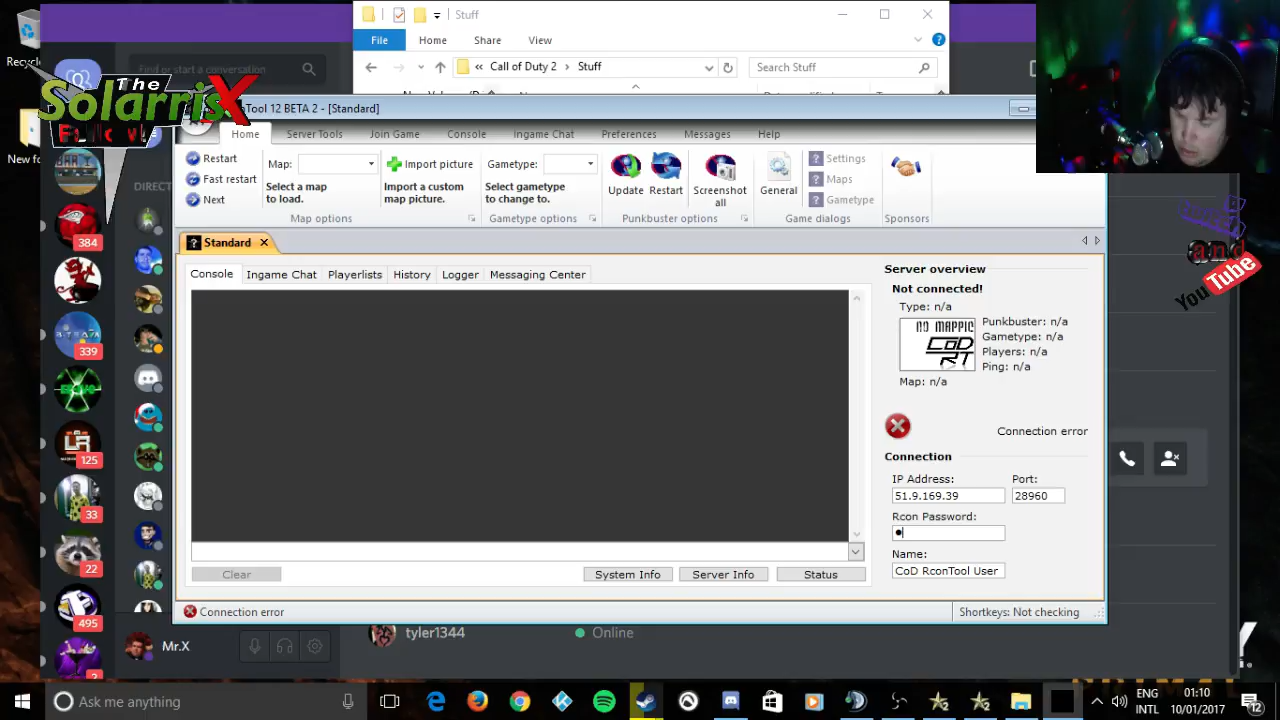 Stuff
File Home Share View
Find or start a conversation
Call of Duty 2 Stuff
Search Stuff
The
SolarrisX
Tool 12 BETA 2 - [Standard]
Home Server Tools Join Game Console Ingame Chat Preferences Messages Help
Restart
Fast restart
Next
Map:
Select a map
to load.
Import picture
Import a custom
map picture.
Map options
Gametype:
Select gametype
to change to.
Gametype options
Update Restart Screenshot
all
Punkbuster options
General
Settings
Maps
Gametype
Game dialogs
Sponsors
DIRECT
Standard
Console Ingame Chat Playerlists History Logger Messaging Center
Server overview
Not connected!
Type: n/a
NO MAPPIC
CoD
RT
Punkbuster: n/a
Gametype: n/a
Players: n/a
Ping: n/a
Map: n/a
Connection error
Connection
IP Address:
Port:
51.9.169.39
28960
Rcon Password:
Name:
CoD RconTool User
Clear
System Info
Server Info
Status
Connection error
Shortkeys: Not checking
and
YouTube
384
339
125
33
22
495
Mr.X
tyler1344
Online
Ask me anything
ENG
INTL
01:10
10/01/2017
12